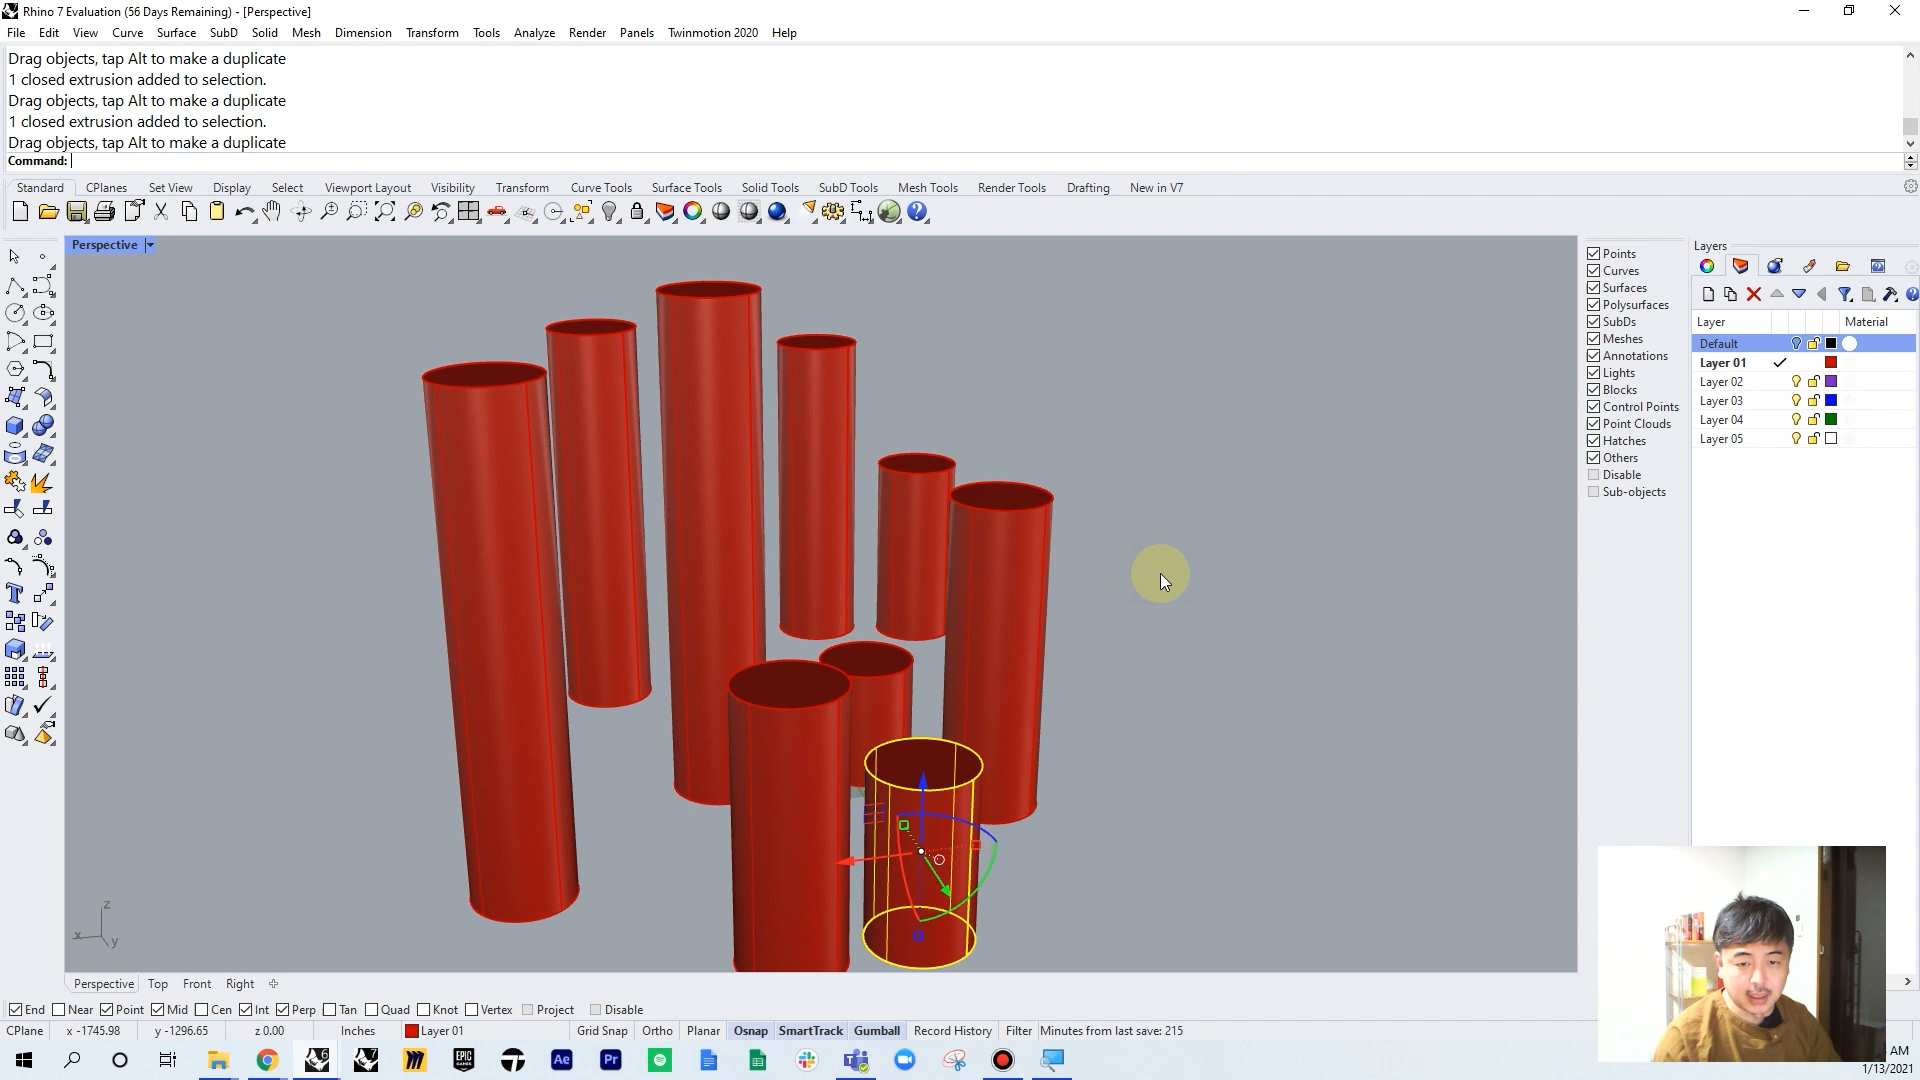 Rhino 7 Evaluation (56 Days Remaining) - [Perspective]
File Edit View Curve Surface SubD Solid Mesh Dimension Transform Tools Analyze Render Panels Twinmotion 2020 Help
Drag objects, tap Alt to make a duplicate
1 closed extrusion added to selection.
Drag objects, tap Alt to make a duplicate
1 closed extrusion added to selection.
Drag objects, tap Alt to make a duplicate
Command:
Standard CPlanes Set View Display Select Viewport Layout Visibility Transform Curve Tools Surface Tools Solid Tools SubD Tools Mesh Tools Render Tools Drafting New in V7
Perspective
Points
Curves
Surfaces
Polysurfaces
SubDs
Meshes
Annotations
Lights
Blocks
Control Points
Point Clouds
Hatches
Others
Disable
Sub-objects
Layers
Layer Material
Default
Layer 01
Layer 02
Layer 03
Layer 04
Layer 05
z
x
y
Perspective Top Front Right
End Near Point Mid Cen Int Perp Tan Quad Knot Vertex Project Disable
CPlane x -1745.98 y -1296.65 z 0.00 Inches Layer 01 Grid Snap Ortho Planar Osnap SmartTrack Gumball Record History Filter Minutes from last save: 215
6 7 EPIC GAMES Ae Pr
AM
1/13/2021